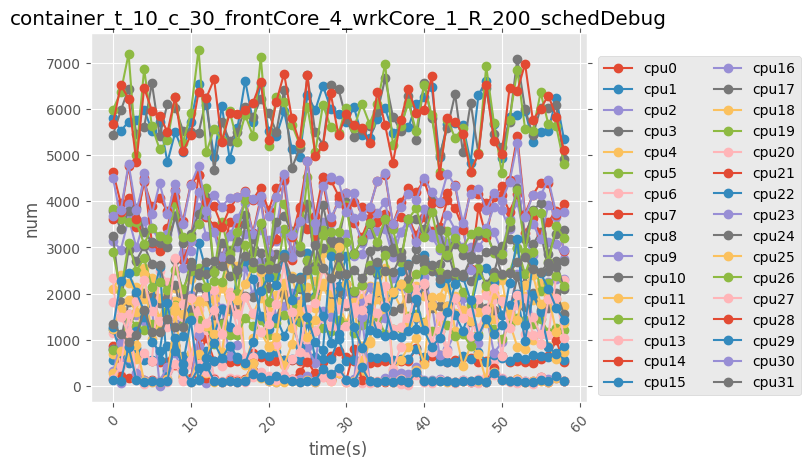 container_t_10_c_30_frontCore_4_wrkCore_1_R_200_schedDebug
num
7000
6000
5000
4000
3000
2000
1000
0
0
10
20
30
40
50
60
time(s)
cpu0
cpu1
cpu2
cpu3
cpu4
cpu5
cpu6
cpu7
cpu8
cpu9
cpu10
cpu11
cpu12
cpu13
cpu14
cpu15
cpu16
cpu17
cpu18
cpu19
cpu20
cpu21
cpu22
cpu23
cpu24
cpu25
cpu26
cpu27
cpu28
cpu29
cpu30
cpu31